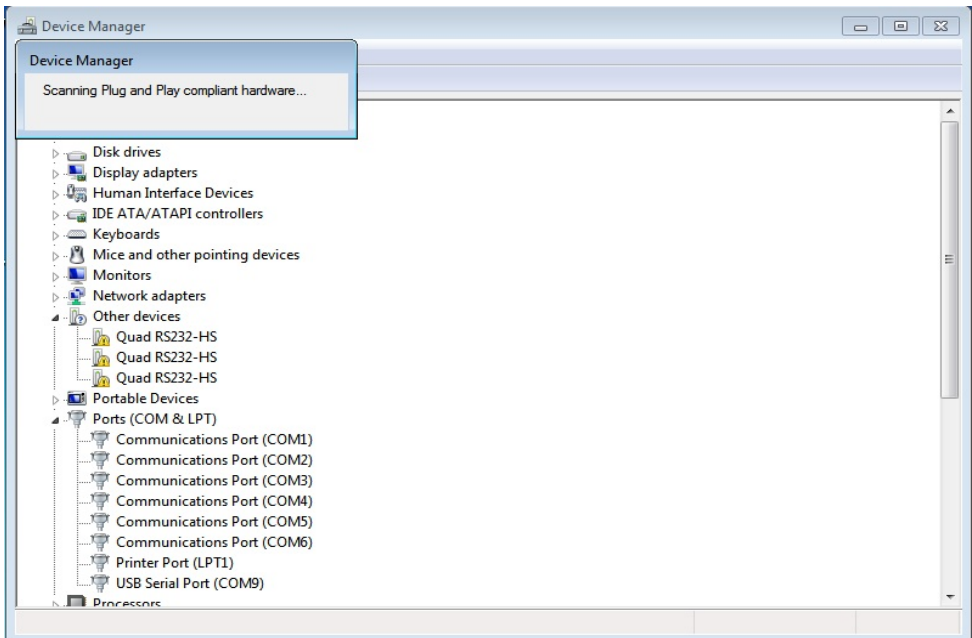 Device Manager
Device Manager
Scanning Plug and Play compliant hardware...
Disk drives
Display adapters
Human Interface Devices
IDE ATA/ATAPI controllers
Keyboards
Mice and other pointing devices
Monitors
Network adapters
Other devices
Quad RS232-HS
Quad RS232-HS
Quad RS232-HS
Portable Devices
Ports (COM & LPT)
Communications Port (COM1)
Communications Port (COM2)
Communications Port (COM3)
Communications Port (COM4)
Communications Port (COM5)
Communications Port (COM6)
Printer Port (LPT1)
USB Serial Port (COM9)
Processors